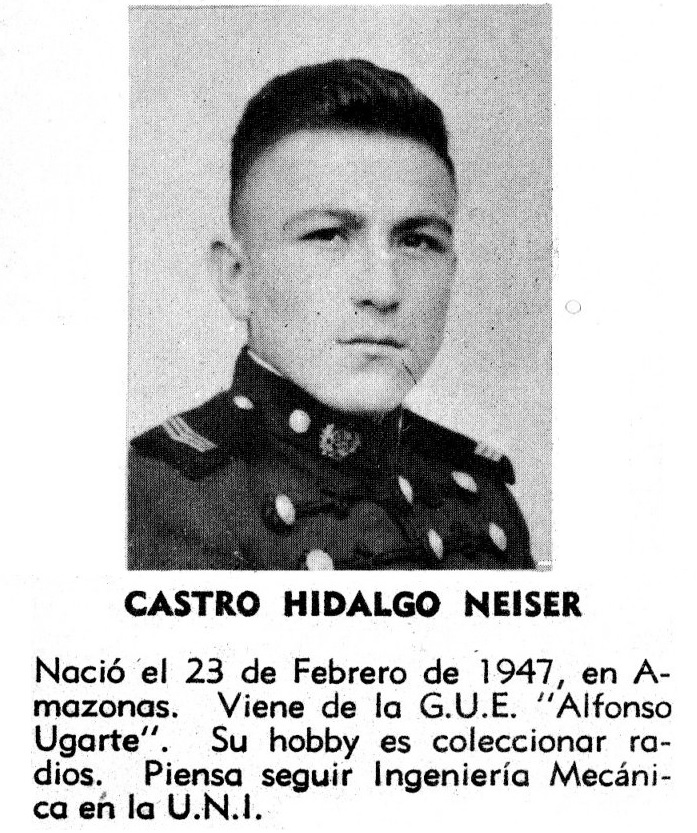 CASTRO HIDALGO NEISER
Nació el 23 de Febrero de 1947, en A-
mazonas. Viene de la G.U.E. "Alfonso
Ugarte". Su hobby es coleccionar ra-
dios. Piensa seguir Ingeniería Mecáni-
ca en la U.N.I.